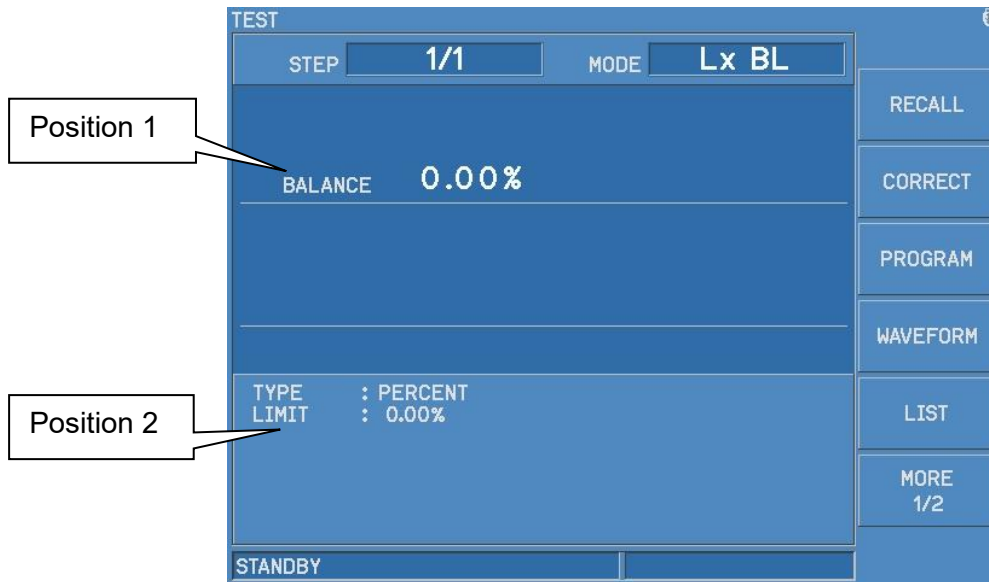 TEST
STEP 1/1 MODE Lx BL
Position 1
BALANCE 0.00%
TYPE : PERCENT
Position 2
LIMIT : 0.00%
STANDBY
RECALL
CORRECT
PROGRAM
WAVEFORM
LIST
MORE
1/2